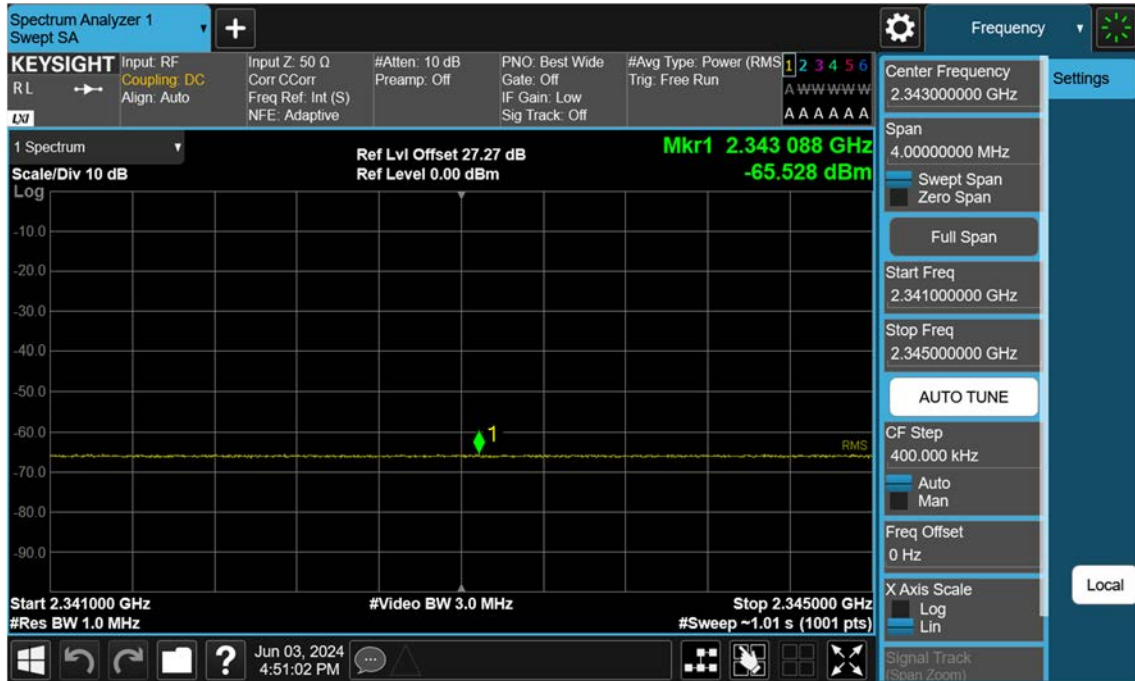 Spectrum Analyzer 1
Swept SA
Frequency
KEYSIGHT
R L
LXI
Input: RF
Coupling: DC
Align: Auto
Input Z: 50 Ω
Corr CCorr
Freq Ref: Int (S)
NFE: Adaptive
#Atten: 10 dB
Preamp: Off
PNO: Best Wide
Gate: Off
IF Gain: Low
Sig Track: Off
#Avg Type: Power (RMS
Trig: Free Run
1 2 3 4 5 6
A W W W W W
A A A A A A
1 Spectrum
Scale/Div 10 dB
Log
Ref Lvl Offset 27.27 dB
Ref Level 0.00 dBm
Mkr1 2.343 088 GHz
-65.528 dBm
-10.0
-20.0
-30.0
-40.0
-50.0
-60.0
-70.0
-80.0
-90.0
1
RMS
Start 2.341000 GHz
#Res BW 1.0 MHz
#Video BW 3.0 MHz
Stop 2.345000 GHz
#Sweep ~1.01 s (1001 pts)
Center Frequency
2.343000000 GHz
Span
4.00000000 MHz
Swept Span
Zero Span
Full Span
Start Freq
2.341000000 GHz
Stop Freq
2.345000000 GHz
AUTO TUNE
CF Step
400.000 kHz
Auto
Man
Freq Offset
0 Hz
X Axis Scale
Log
Lin
Signal Track
(Span Zoom)
Settings
Local
?
Jun 03, 2024
4:51:02 PM